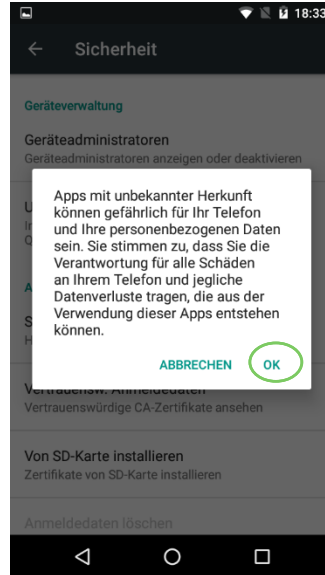 18:33
Sicherheit
Geräteverwaltung
Geräteadministratoren
Geräteadministratoren anzeigen oder deaktivieren
Apps mit unbekannter Herkunft
können gefährlich für Ihr Telefon
und Ihre personenbezogenen Daten
sein. Sie stimmen zu, dass Sie die
Verantwortung für alle Schäden
an Ihrem Telefon und jegliche
Datenverluste tragen, die aus der
Verwendung dieser Apps entstehen
können.
ABBRECHEN OK
Vertrauensw. Anmeldedaten
Vertrauenswürdige CA-Zertifikate ansehen
Von SD-Karte installieren
Zertifikate von SD-Karte installieren
Anmeldedaten löschen